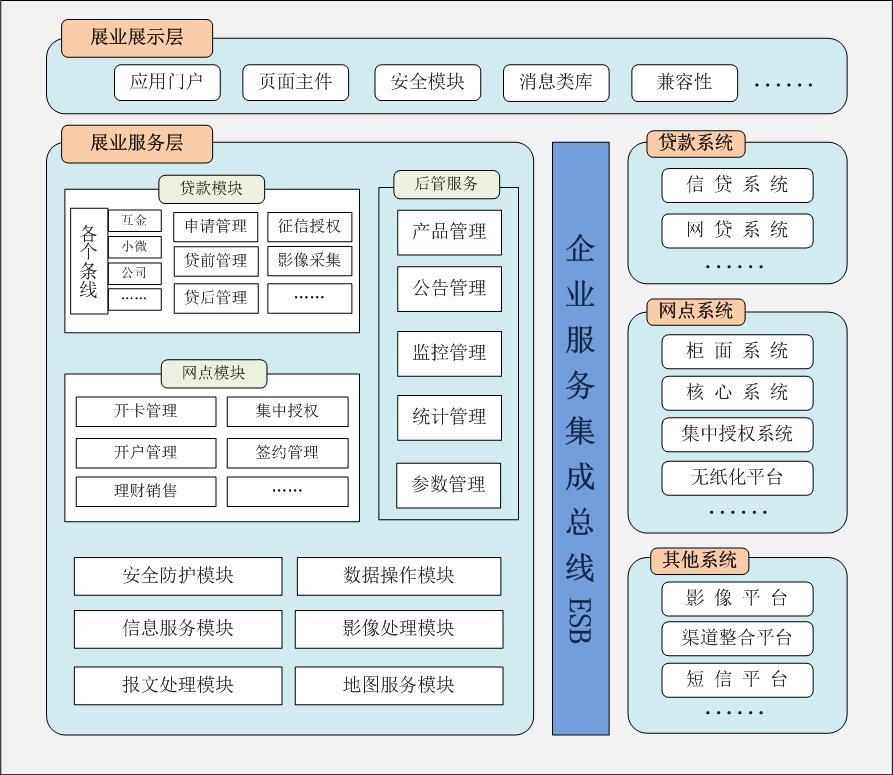 展业展示层
应用门户
页面主件
安全模块
消息类库
兼容性
······
展业服务层
贷款模块
各个条线
互金
小微
公司
……
申请管理
征信授权
贷前管理
影像采集
贷后管理
……
网点模块
开卡管理
集中授权
开户管理
签约管理
理财销售
……
后管服务
产品管理
公告管理
监控管理
统计管理
参数管理
安全防护模块
数据操作模块
信息服务模块
影像处理模块
报文处理模块
地图服务模块
企业服务集成总线ESB
贷款系统
信贷系统
网贷系统
······
网点系统
柜面系统
核心系统
集中授权系统
无纸化平台
······
其他系统
影像平台
渠道整合平台
短信平台
······